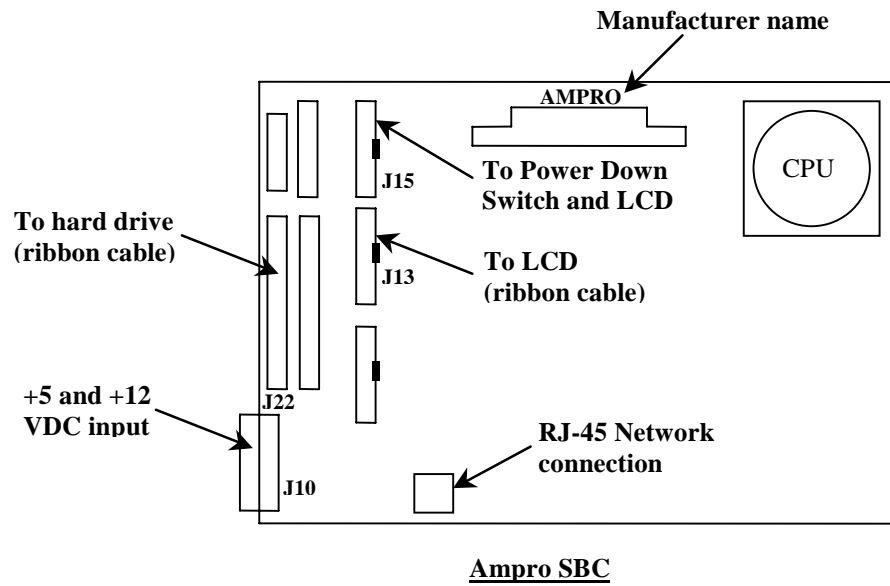 Manufacturer name
AMPRO
CPU
J15
To Power Down
Switch and LCD
To hard drive
(ribbon cable)
J13
To LCD
(ribbon cable)
+5 and +12
VDC input
J22
J10
RJ-45 Network
connection
Ampro SBC